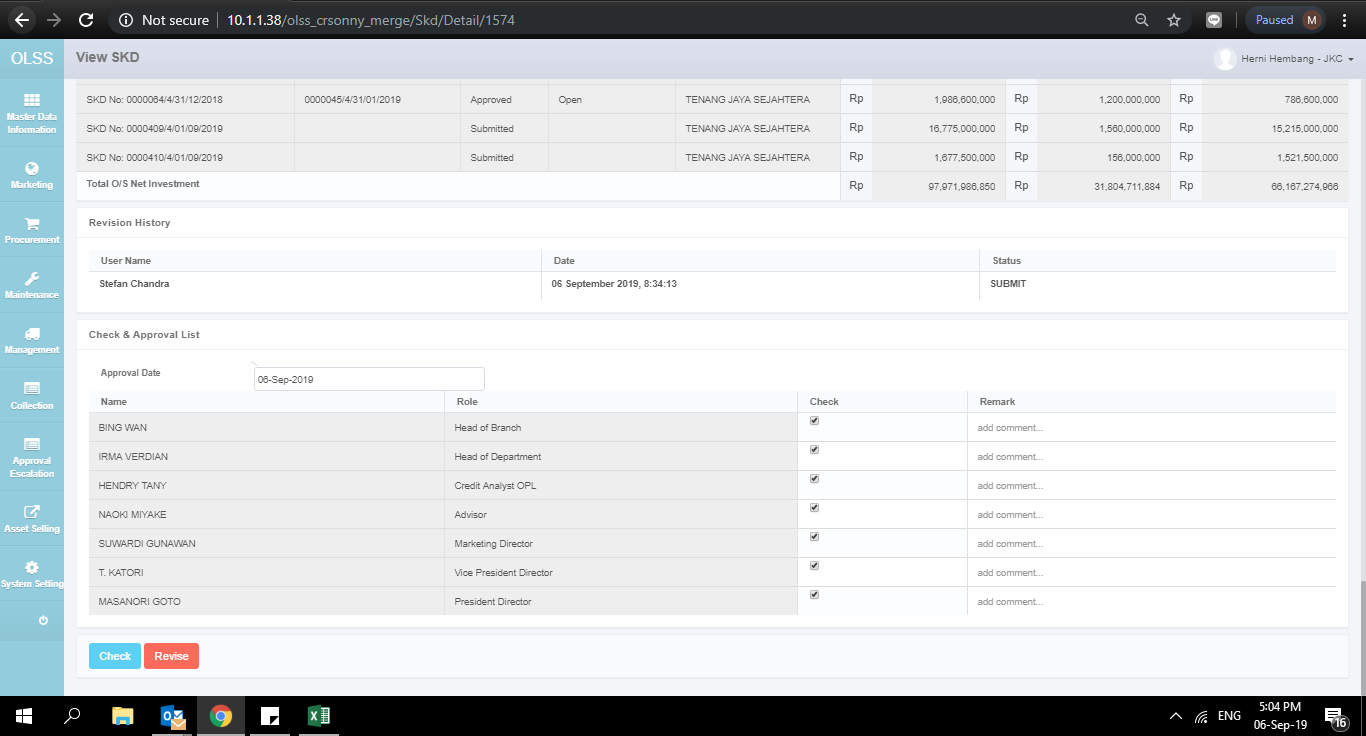 Not secure 10.1.1.38/olss_crsonny_merge/Skd/Detail/1574 Paused M
OLSS View SKD Herni Hembang - JKC
Master Data
Information
Marketing
Procurement
Maintenance
Management
Collection
Approval
Escalation
Asset Selling
System Setting
SKD No: 0000064/4/31/12/2018 0000045/4/31/01/2019 Approved Open TENANG JAYA SEJAHTERA Rp 1,986,600,000 Rp 1,200,000,000 Rp 786,600,000
SKD No: 0000409/4/01/09/2019 Submitted TENANG JAYA SEJAHTERA Rp 16,775,000,000 Rp 1,560,000,000 Rp 15,215,000,000
SKD No: 0000410/4/01/09/2019 Submitted TENANG JAYA SEJAHTERA Rp 1,677,500,000 Rp 156,000,000 Rp 1,521,500,000
Total O/S Net Investment Rp 97,971,986,850 Rp 31,804,711,884 Rp 66,167,274,966
Revision History
User Name Date Status
Stefan Chandra 06 September 2019, 8:34:13 SUBMIT
Check & Approval List
Approval Date 06-Sep-2019
Name Role Check Remark
BING WAN Head of Branch add comment...
IRMA VERDIAN Head of Department add comment...
HENDRY TANY Credit Analyst OPL add comment...
NAOKI MIYAKE Advisor add comment...
SUWARDI GUNAWAN Marketing Director add comment...
T. KATORI Vice President Director add comment...
MASANORI GOTO President Director add comment...
Check Revise
ENG 5:04 PM
06-Sep-19 16